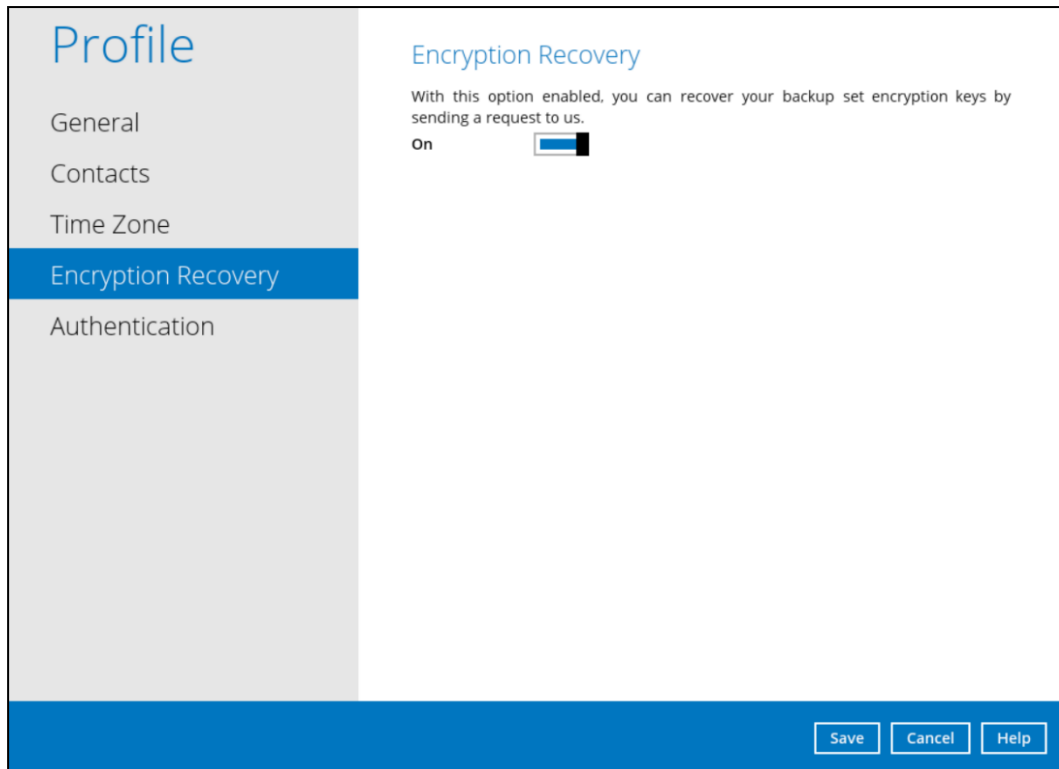 Profile
General
Contacts
Time Zone
Encryption Recovery
Authentication
Encryption Recovery
With this option enabled, you can recover your backup set encryption keys by
sending a request to us.
On
Save Cancel Help